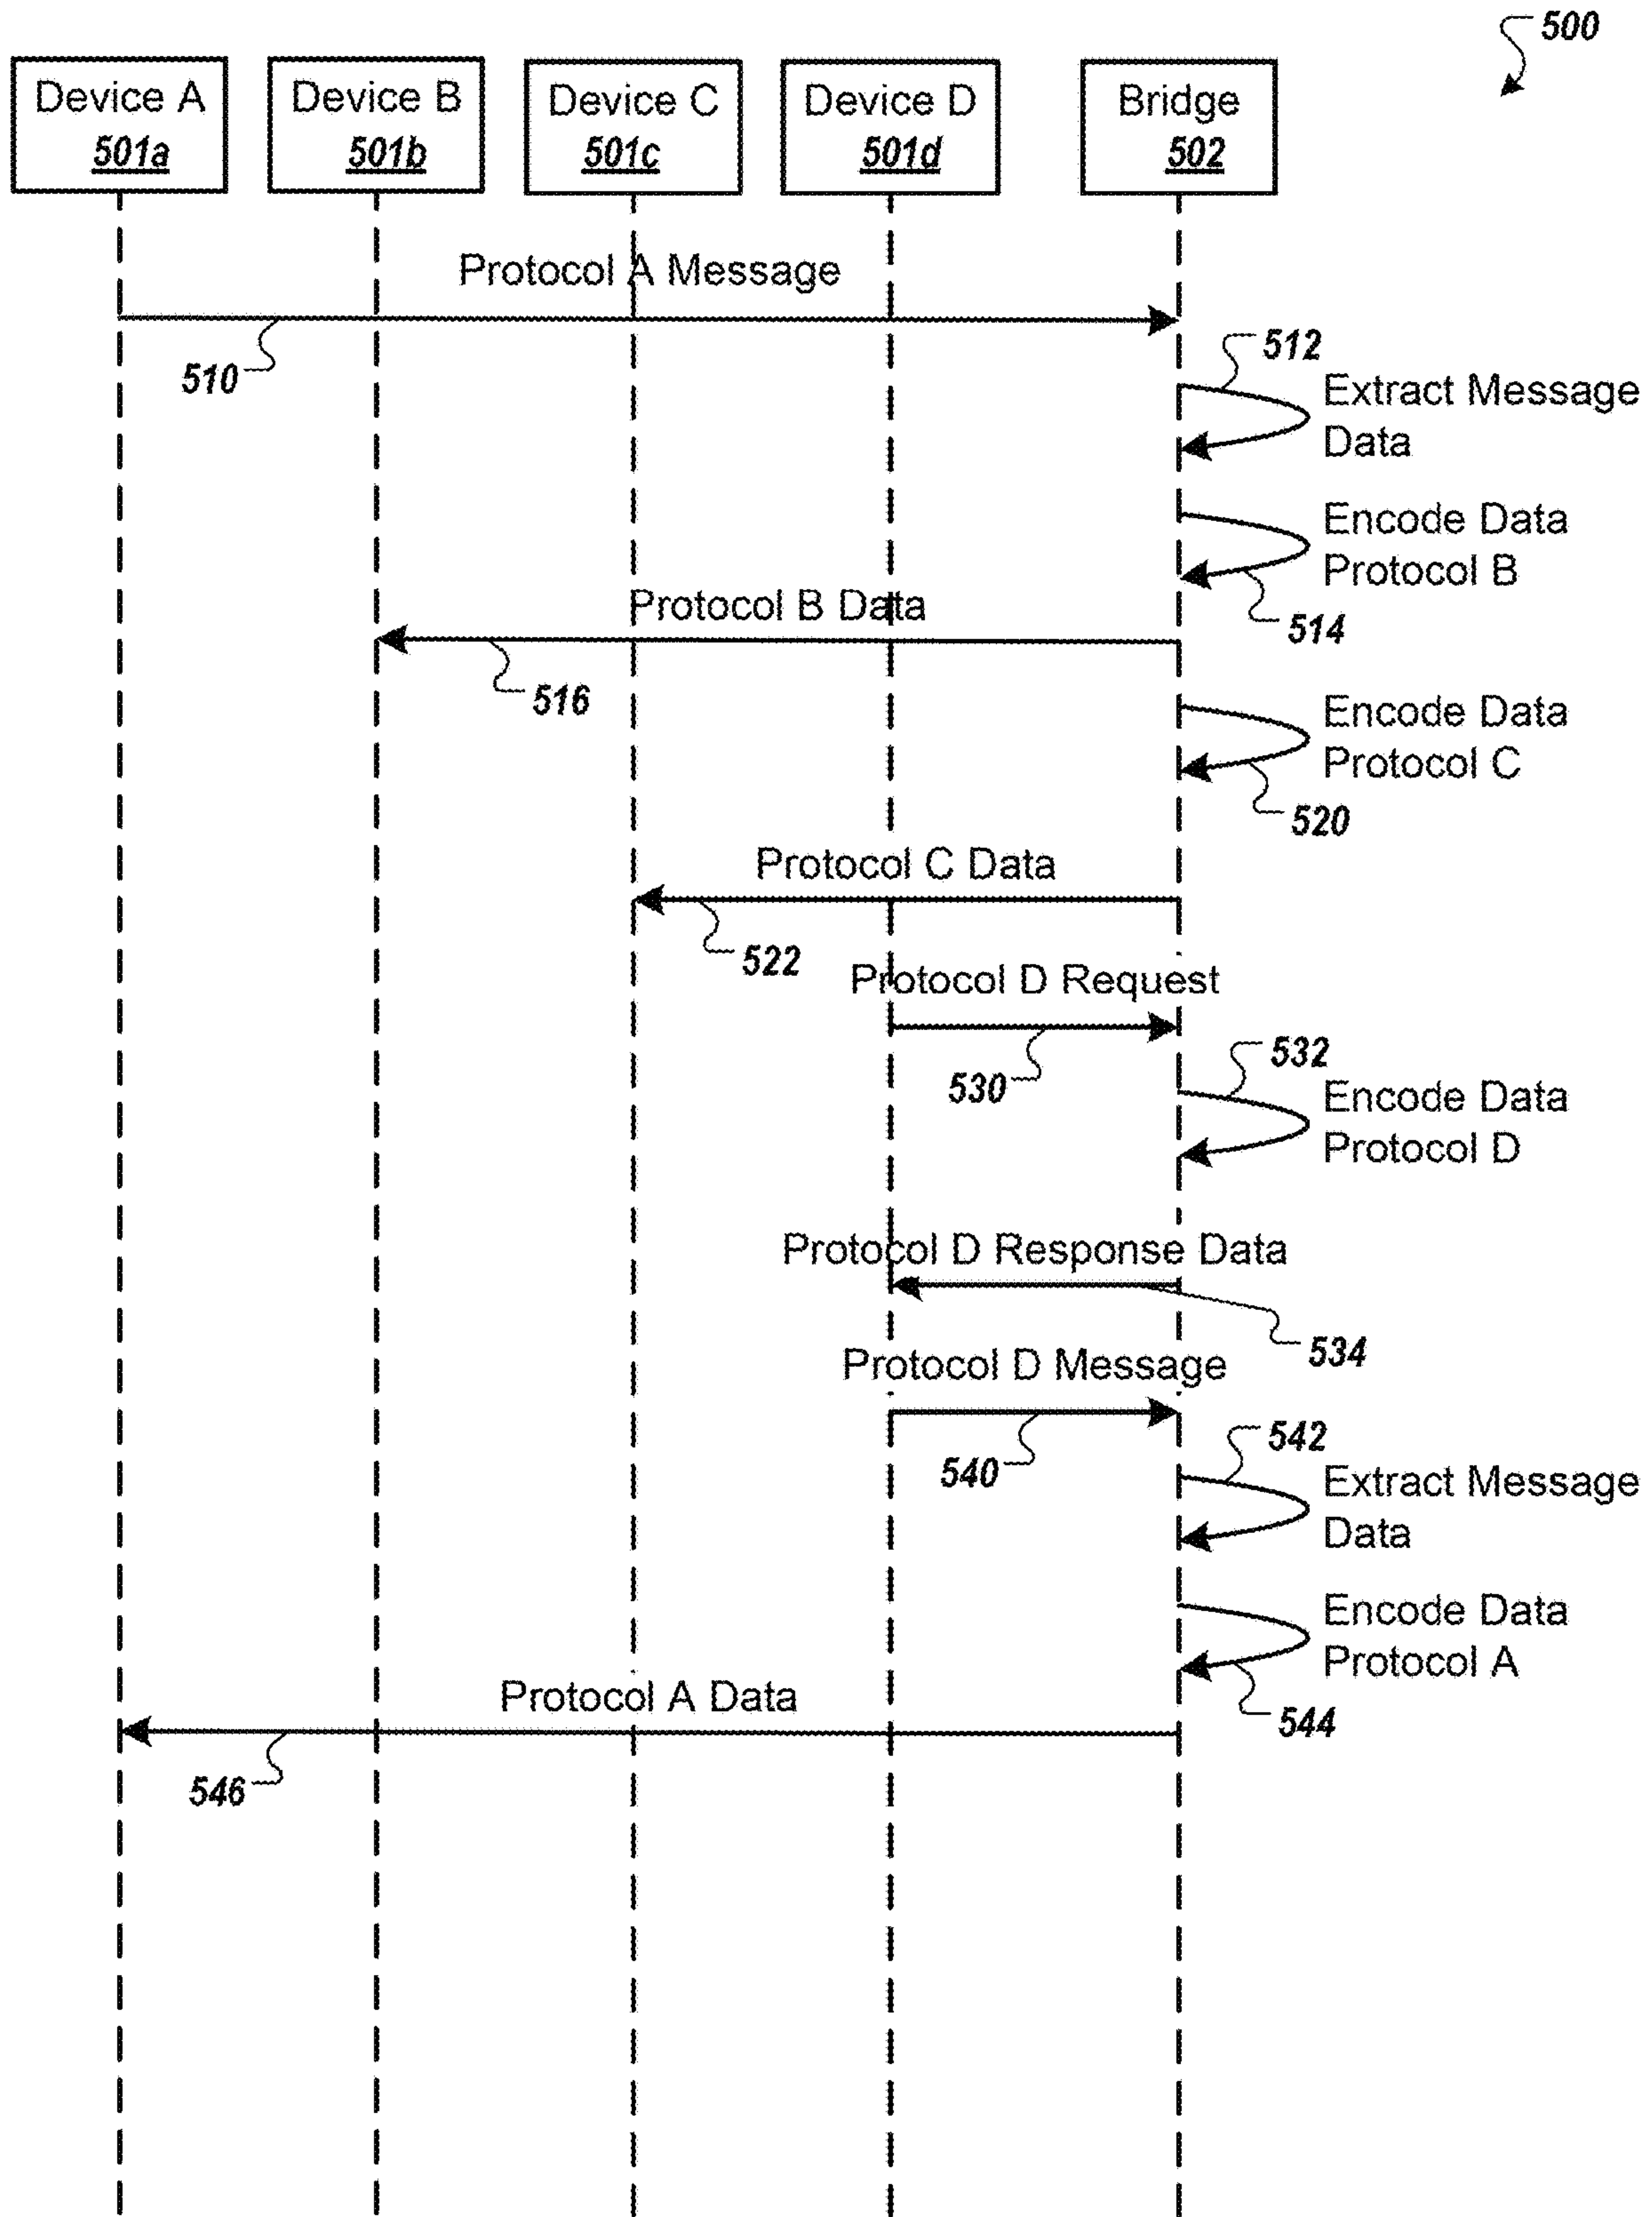 500
Device A
501a
Device B
501b
Device C
501c
Device D
501d
Bridge
502
Protocol A Message
510
512
Extract Message
Data
Encode Data
Protocol B
514
Protocol B Data
516
Encode Data
Protocol C
520
Protocol C Data
522
Protocol D Request
530
532
Encode Data
Protocol D
Protocol D Response Data
534
Protocol D Message
540
542
Extract Message
Data
Encode Data
Protocol A
544
Protocol A Data
546